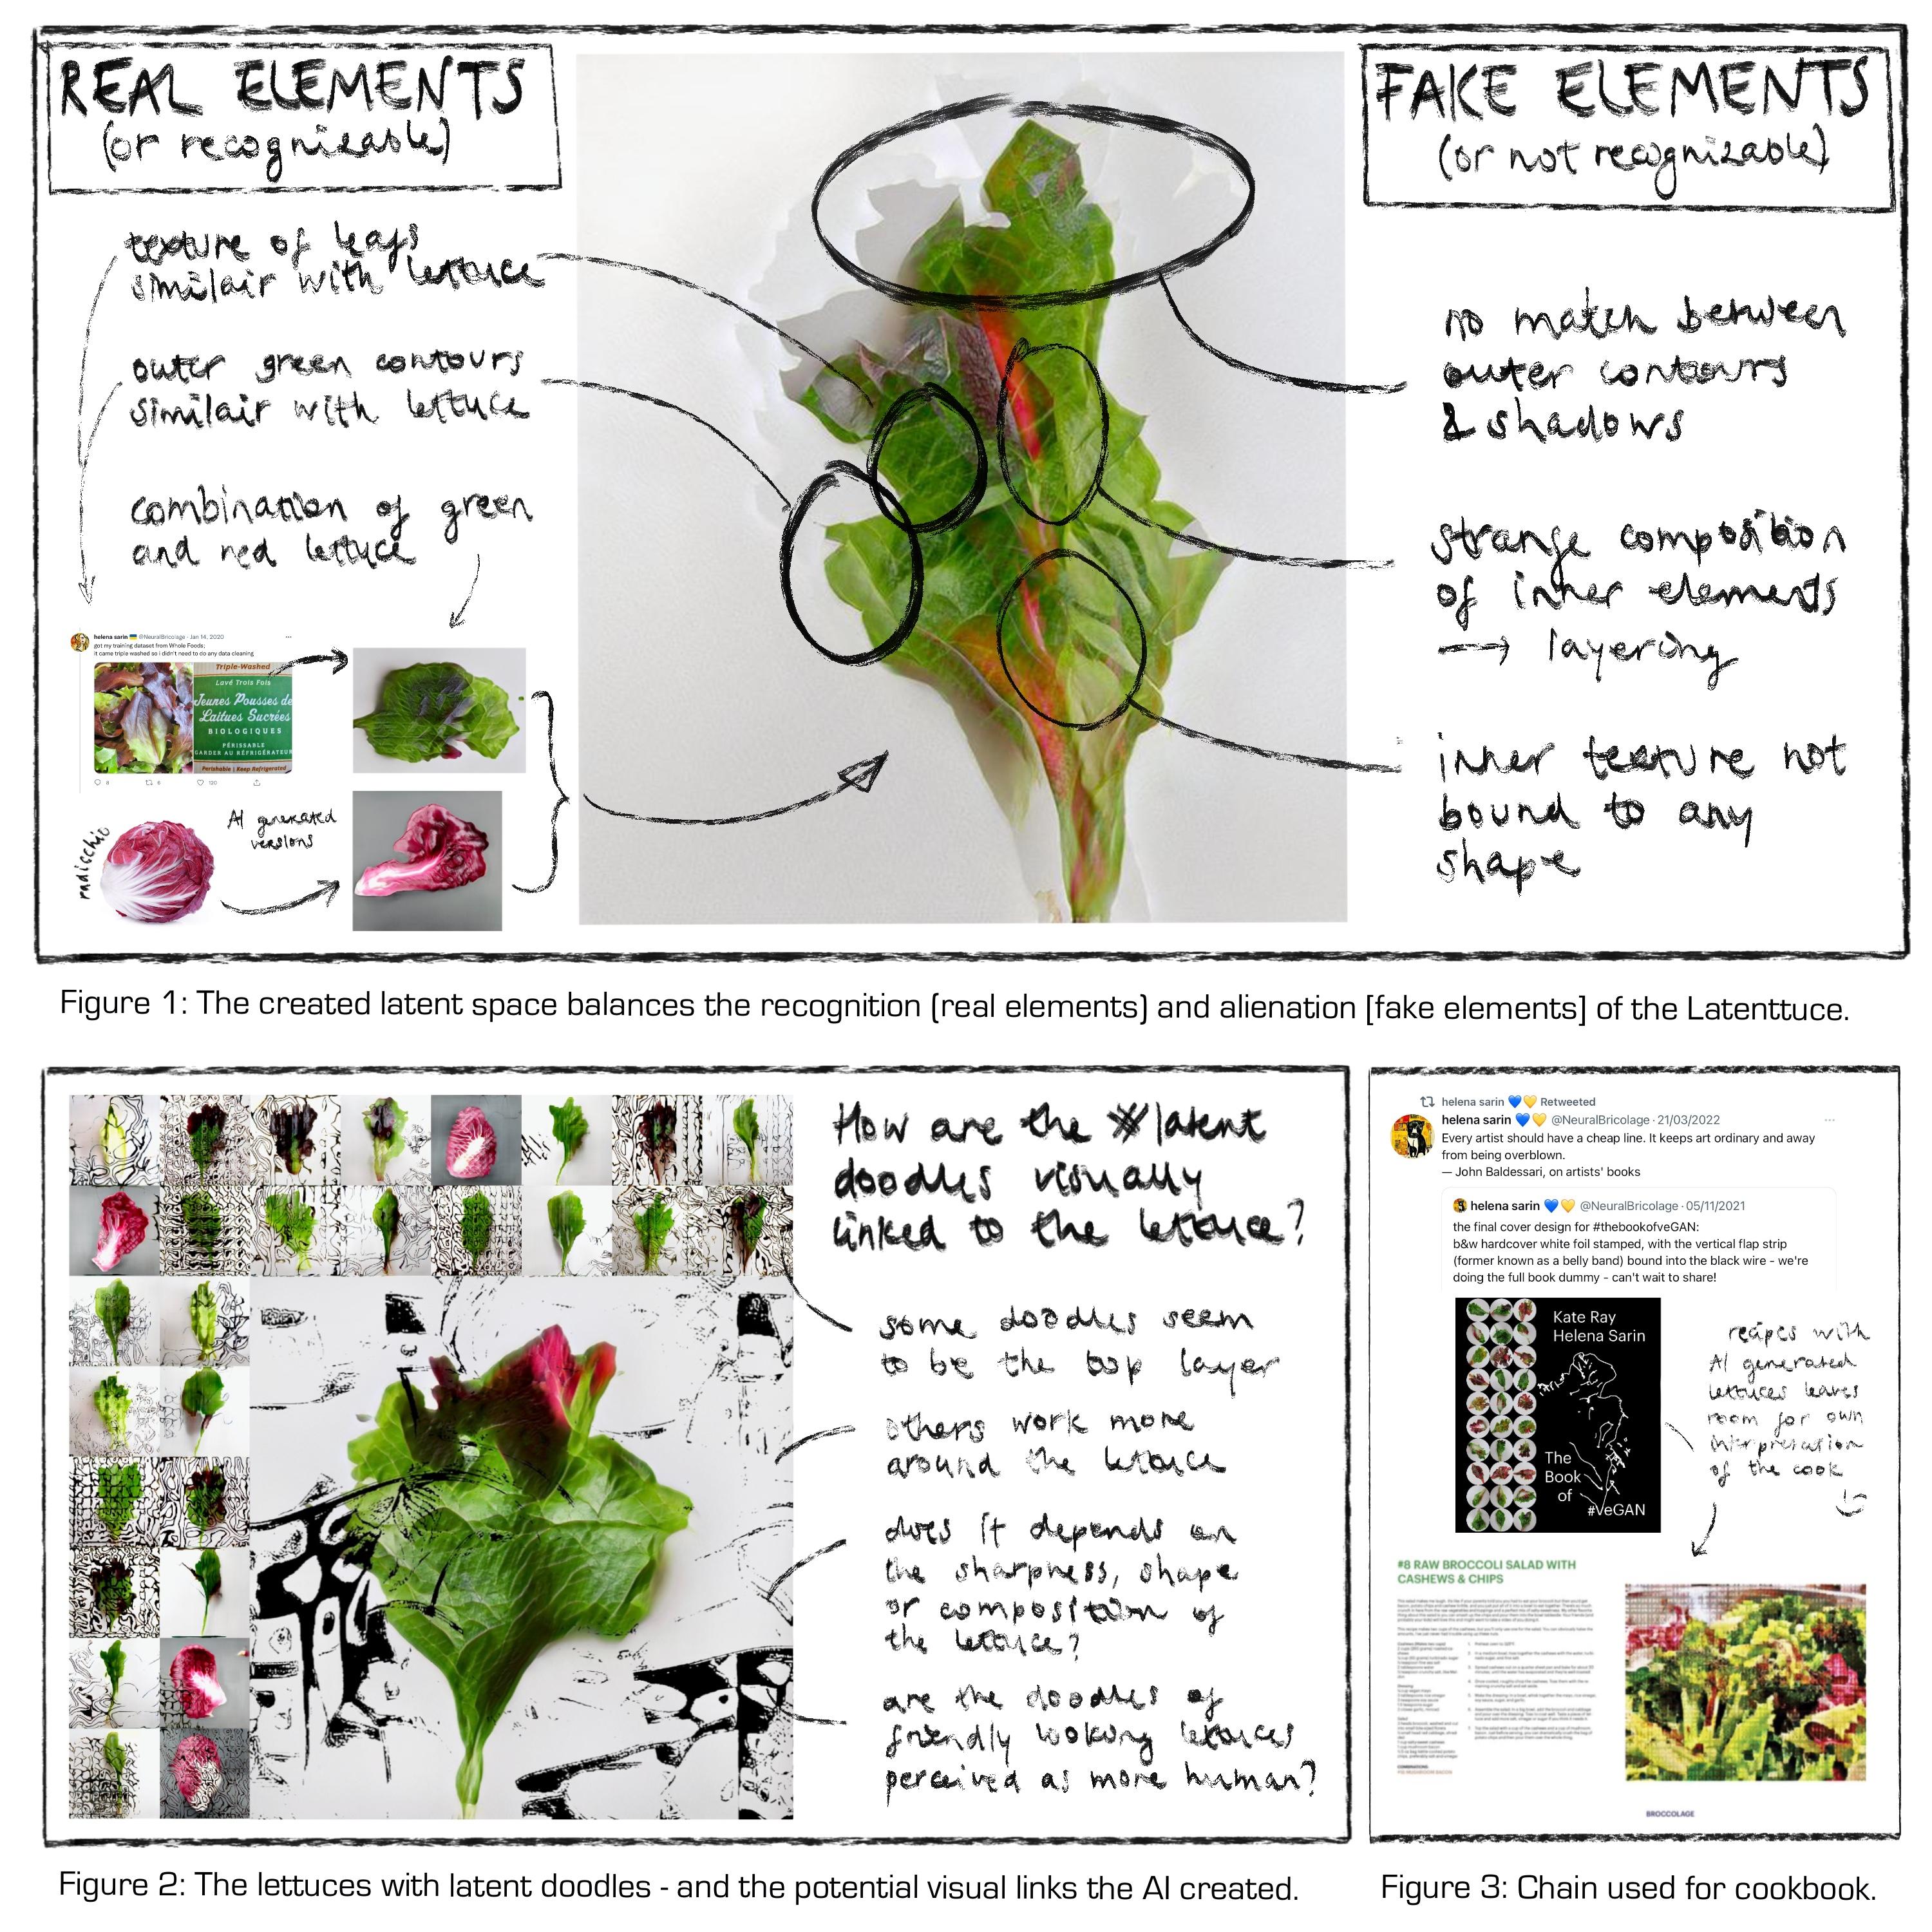 REAL ELEMENTS
(or recognizeable)
texture of leafs
similair with lettuce
outer green contours
similair with lettuce
combination of green
and red lettuce
helena sarin 🇺🇦 @NeuralBricolage · Jan 14, 2020
got my training dataset from Whole Foods;
it came triple washed so i didn't need to do any data cleaning
Triple-Washed
Lavé Trois Fois
Jeunes Pousses de
Laitues Sucrées
BIOLOGIQUES
PÉRISSABLE
GARDER AU RÉFRIGÉRATEUR
Perishable | Keep Refrigerated
120
radicchio
AI generated
versions
FAKE ELEMENTS
(or not recognizable)
no match between
outer contours
& shadows
strange composition
of inner elements
→ layering
inner texture not
bound to any
shape
Figure 1: The created latent space balances the recognition (real elements) and alienation [fake elements] of the Latenttuce.
How are the #latent
doodles visually
linked to the lettuce?
some doodles seem
to be the top layer
others work more
around the lettuce
does it depends on
the sharpness, shape
or composition of
the lettuce?
are the doodles of
friendly looking lettuces
perceived as more human?
Figure 2: The lettuces with latent doodles - and the potential visual links the AI created.
helena sarin 💙💛 Retweeted
helena sarin 💙💛 @NeuralBricolage · 21/03/2022
Every artist should have a cheap line. It keeps art ordinary and away
from being overblown.
— John Baldessari, on artists' books
helena sarin 💙💛 @NeuralBricolage · 05/11/2021
the final cover design for #thebookofveGAN:
b&w hardcover white foil stamped, with the vertical flap strip
(former known as a belly band) bound into the black wire - we're
doing the full book dummy - can't wait to share!
Kate Ray
Helena Sarin
The
Book
of
#VeGAN
recipes with
AI generated
lettuces leaves
room for own
interpretation
of the cook
#8 RAW BROCCOLI SALAD WITH
CASHEWS & CHIPS
BROCCOLAGE
Figure 3: Chain used for cookbook.